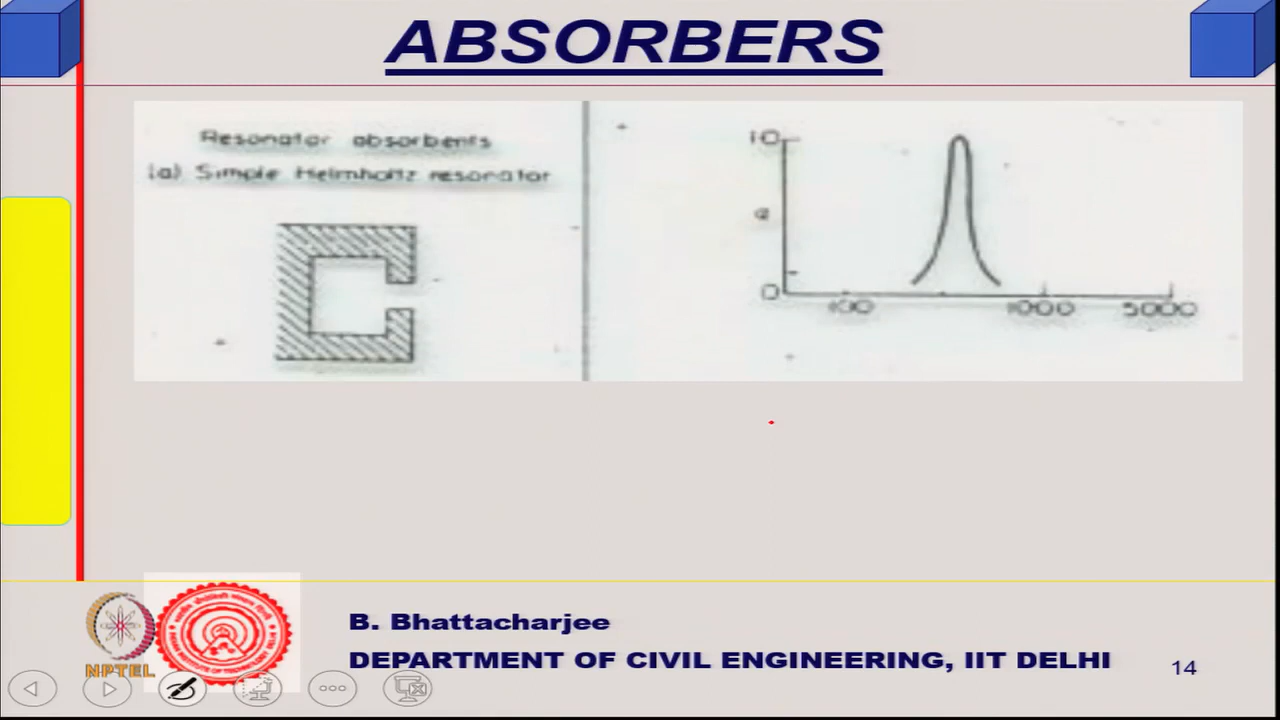 ABSORBERS
Resonator absorbents
(a) Simple Helmholtz resonator
10
0
100
1000
5000
NPTEL
B. Bhattacharjee
DEPARTMENT OF CIVIL ENGINEERING, IIT DELHI
14